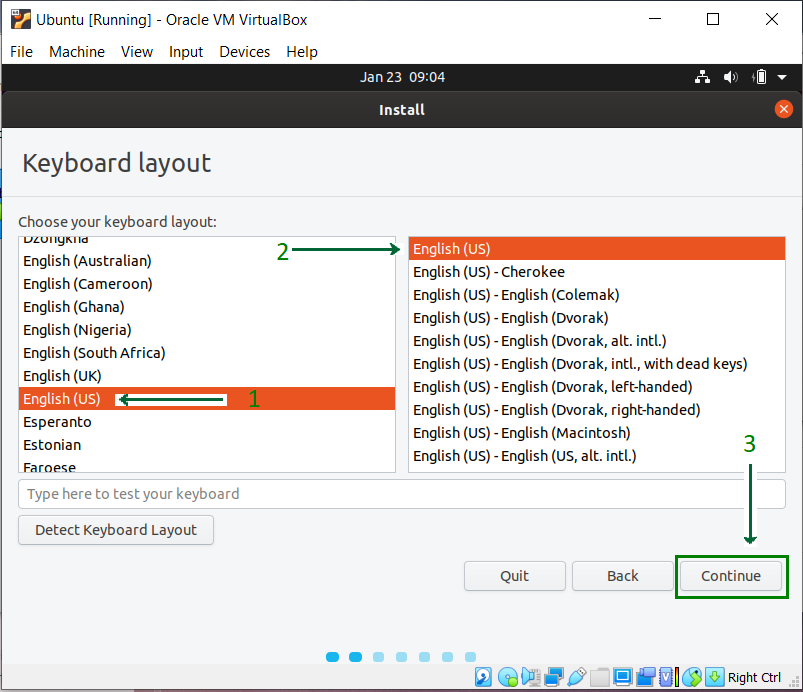 Ubuntu [Running] - Oracle VM VirtualBox
File Machine View Input Devices Help
Jan 23 09:04
Install
Keyboard layout
Choose your keyboard layout:
Dzongkha
English (Australian)
English (Cameroon)
English (Ghana)
English (Nigeria)
English (South Africa)
English (UK)
English (US)
1
Esperanto
Estonian
Faroese
2
English (US)
English (US) - Cherokee
English (US) - English (Colemak)
English (US) - English (Dvorak)
English (US) - English (Dvorak, alt. intl.)
English (US) - English (Dvorak, intl., with dead keys)
English (US) - English (Dvorak, left-handed)
English (US) - English (Dvorak, right-handed)
English (US) - English (Macintosh)
English (US) - English (US, alt. intl.)
3
Type here to test your keyboard
Detect Keyboard Layout
Quit Back Continue
Right Ctrl